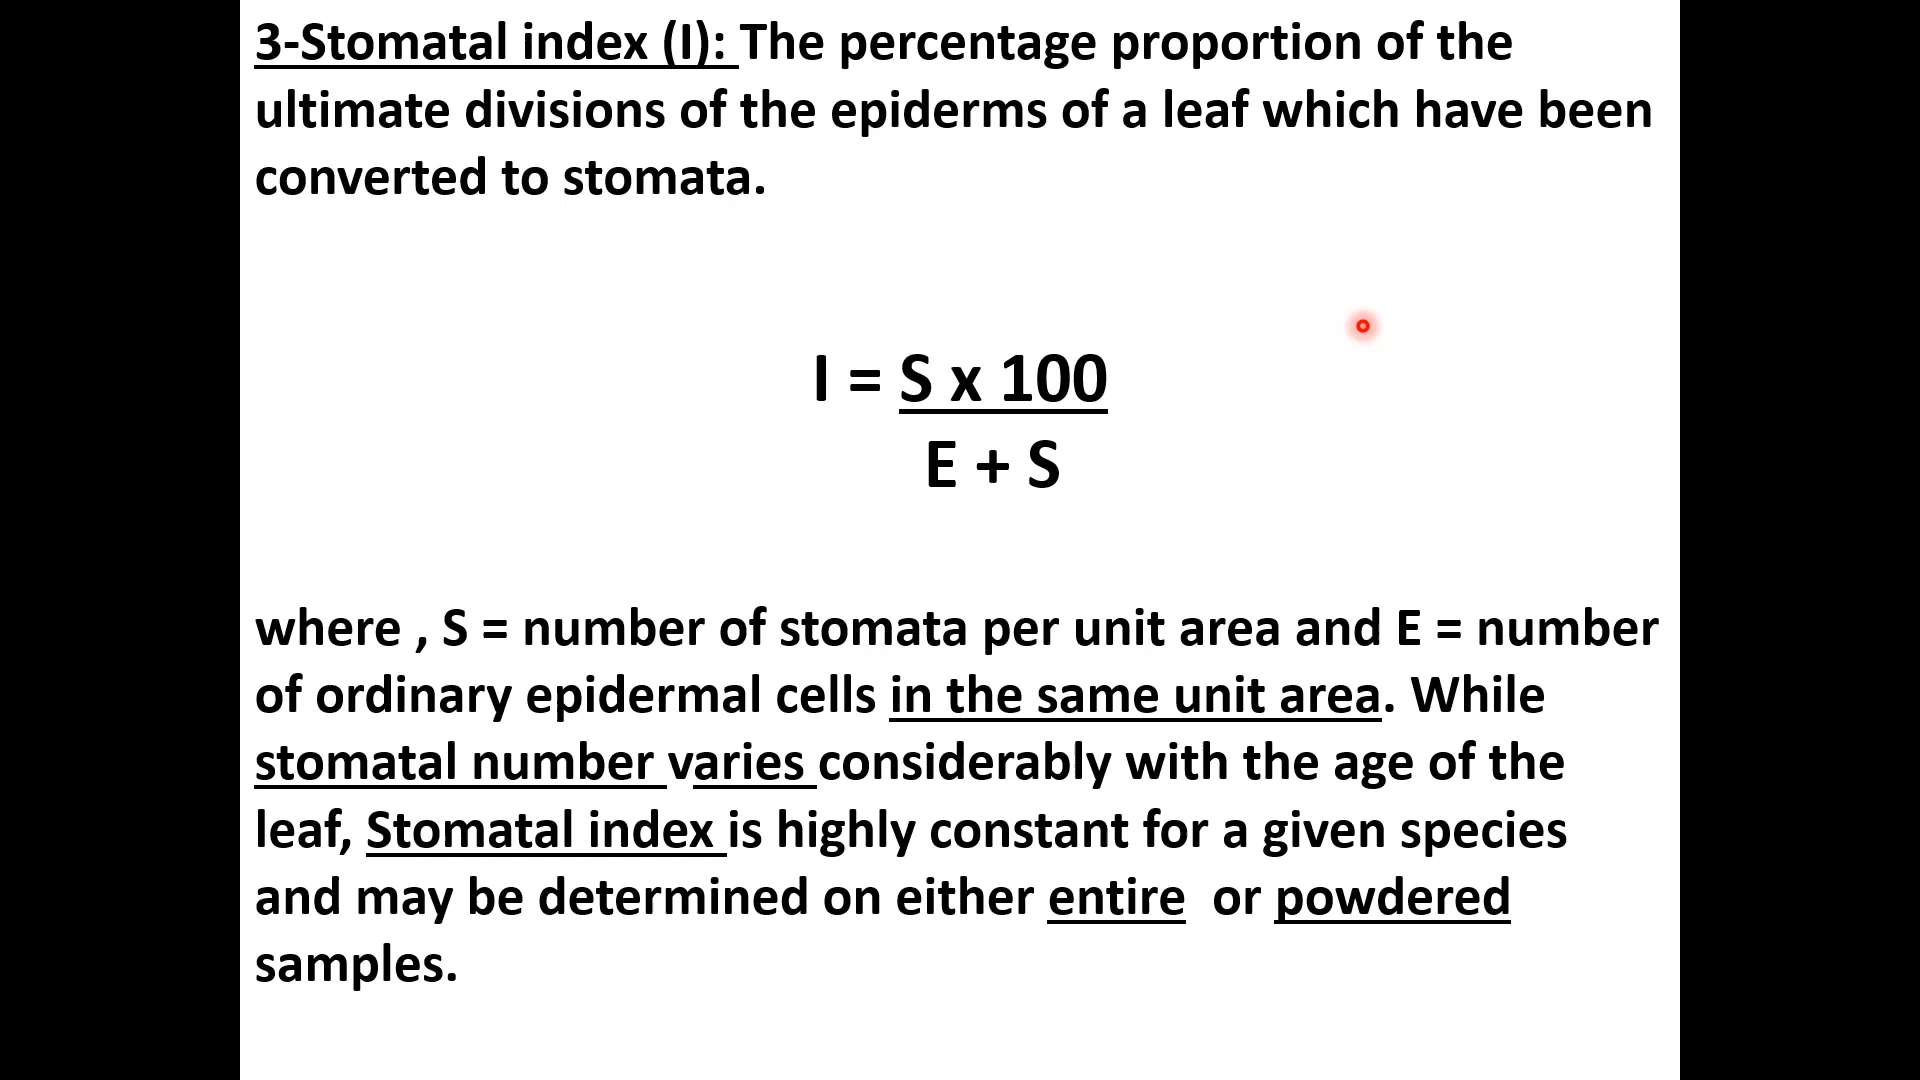 3-Stomatal index (I): The percentage proportion of the
ultimate divisions of the epiderms of a leaf which have been
converted to stomata.
I = S x 100
E + S
where , S = number of stomata per unit area and E = number
of ordinary epidermal cells in the same unit area. While
stomatal number varies considerably with the age of the
leaf, Stomatal index is highly constant for a given species
and may be determined on either entire  or powdered
samples.